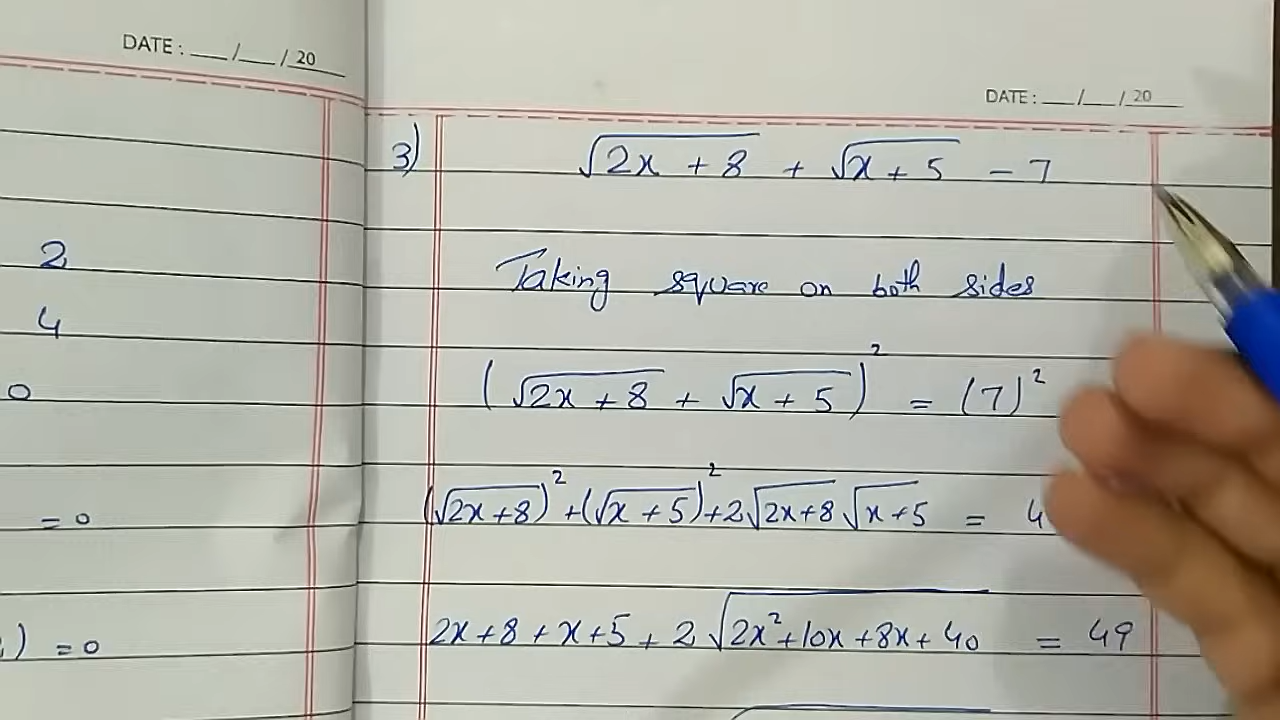 DATE : ___/___/ 20___
2
4
0
= 0
) = 0
DATE : ___/___/ 20___
3) √(2x + 8) + √(x + 5) - 7
Taking square on both sides
(√(2x + 8) + √(x + 5))² = (7)²
(√(2x+8))² + (√(x + 5))² + 2√(2x+8) √(x+5) = 4
2x + 8 + x + 5 + 2√(2x² + 10x + 8x + 40) = 49